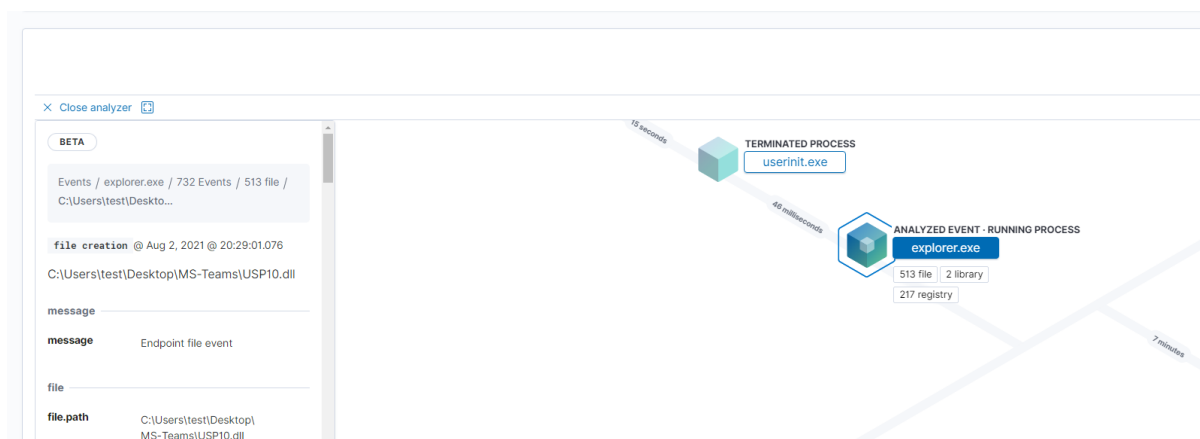 Close analyzer
BETA
Events / explorer.exe / 732 Events / 513 file /
C:\Users\test\Deskto...
file creation @ Aug 2, 2021 @ 20:29:01.076
C:\Users\test\Desktop\MS-Teams\USP10.dll
message
message Endpoint file event
file
file.path C:\Users\test\Desktop\
MS-Teams\USP10.dll
15 seconds
TERMINATED PROCESS
userinit.exe
46 milliseconds
ANALYZED EVENT · RUNNING PROCESS
explorer.exe
513 file 2 library
217 registry
7 minutes